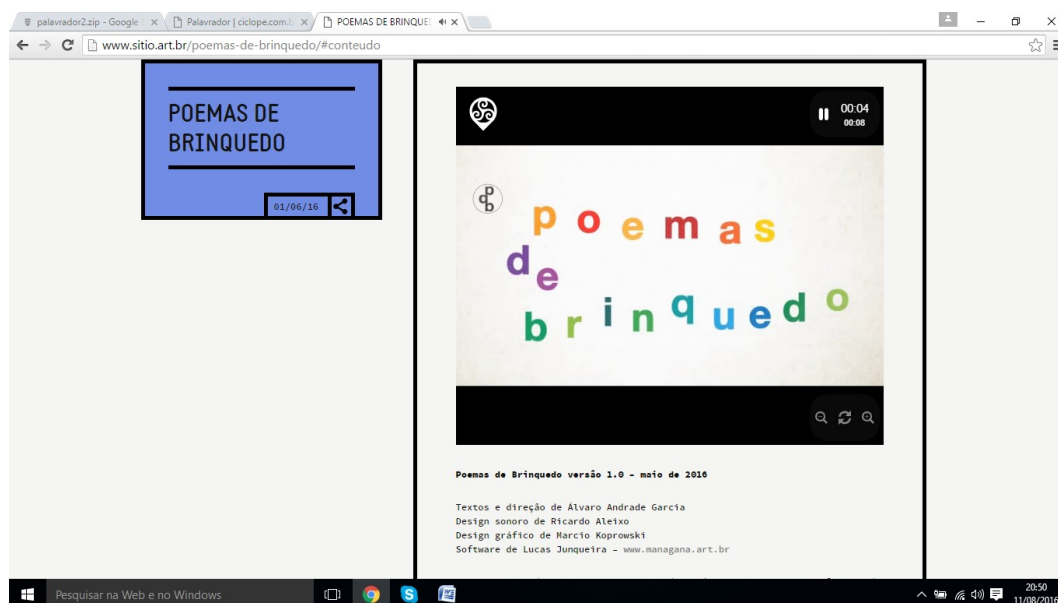 palavrador2.zip - Google
Palavrador | ciclope.com.b
POEMAS DE BRINQUE
www.sitio.art.br/poemas-de-brinquedo/#conteudo
POEMAS DE
BRINQUEDO
01/06/16
00:04
00:08
poemas
de
brinquedo
Poemas de Brinquedo versão 1.0 – maio de 2016
Textos e direção de Álvaro Andrade Garcia
Design sonoro de Ricardo Aleixo
Design gráfico de Marcio Koprowski
Software de Lucas Junqueira – www.managana.art.br
Pesquisar na Web e no Windows
20:50
11/08/2016